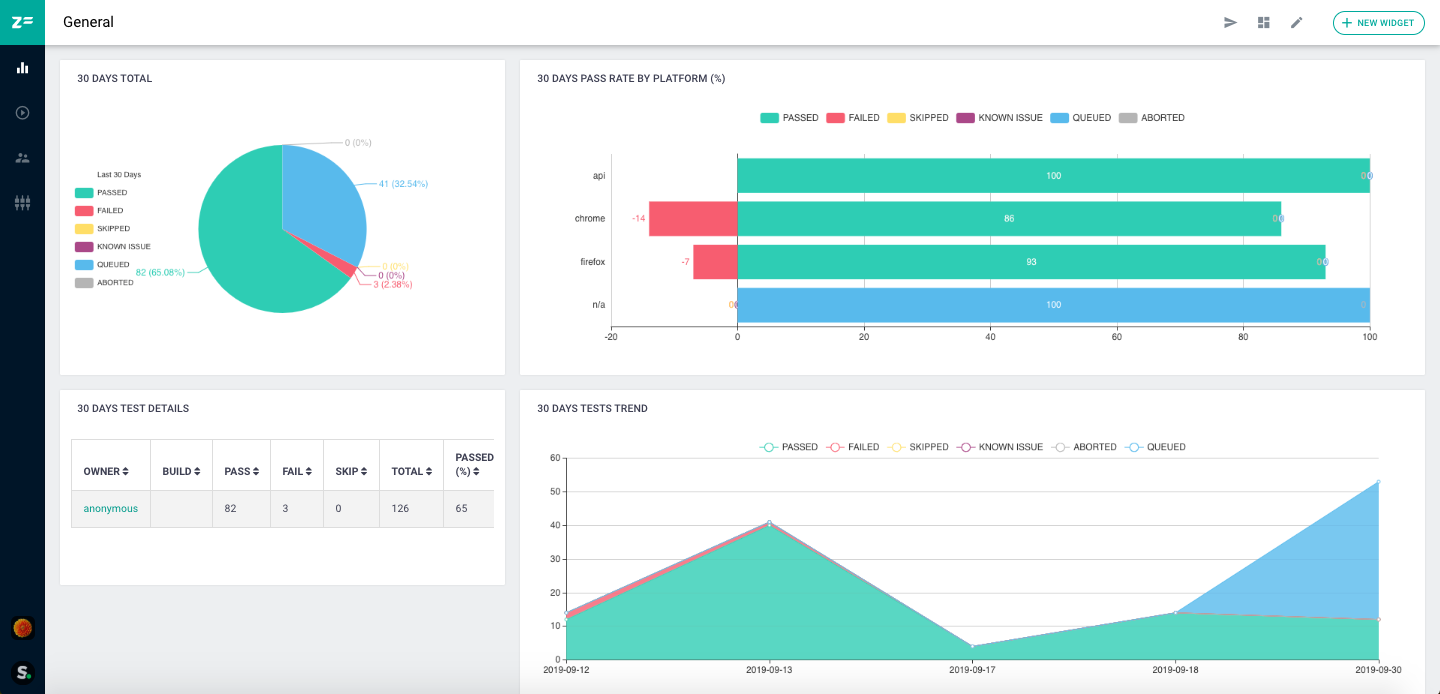 General
NEW WIDGET
30 DAYS TOTAL
0 (0%)
41 (32.54%)
Last 30 Days
PASSED
FAILED
SKIPPED
KNOWN ISSUE
QUEUED
ABORTED
82 (65.08%)
0 (0%)
0 (0%)
3 (2.38%)
30 DAYS PASS RATE BY PLATFORM (%)
PASSED FAILED SKIPPED KNOWN ISSUE QUEUED ABORTED
api 100
chrome -14 86
firefox -7 93
n/a 100 0
-20 0 20 40 60 80 100
30 DAYS TEST DETAILS
OWNER BUILD PASS FAIL SKIP TOTAL PASSED
(%)
anonymous 82 3 0 126 65
30 DAYS TESTS TREND
PASSED FAILED SKIPPED KNOWN ISSUE ABORTED QUEUED
60
50
40
30
20
10
0
2019-09-12 2019-09-13 2019-09-17 2019-09-18 2019-09-30
S.